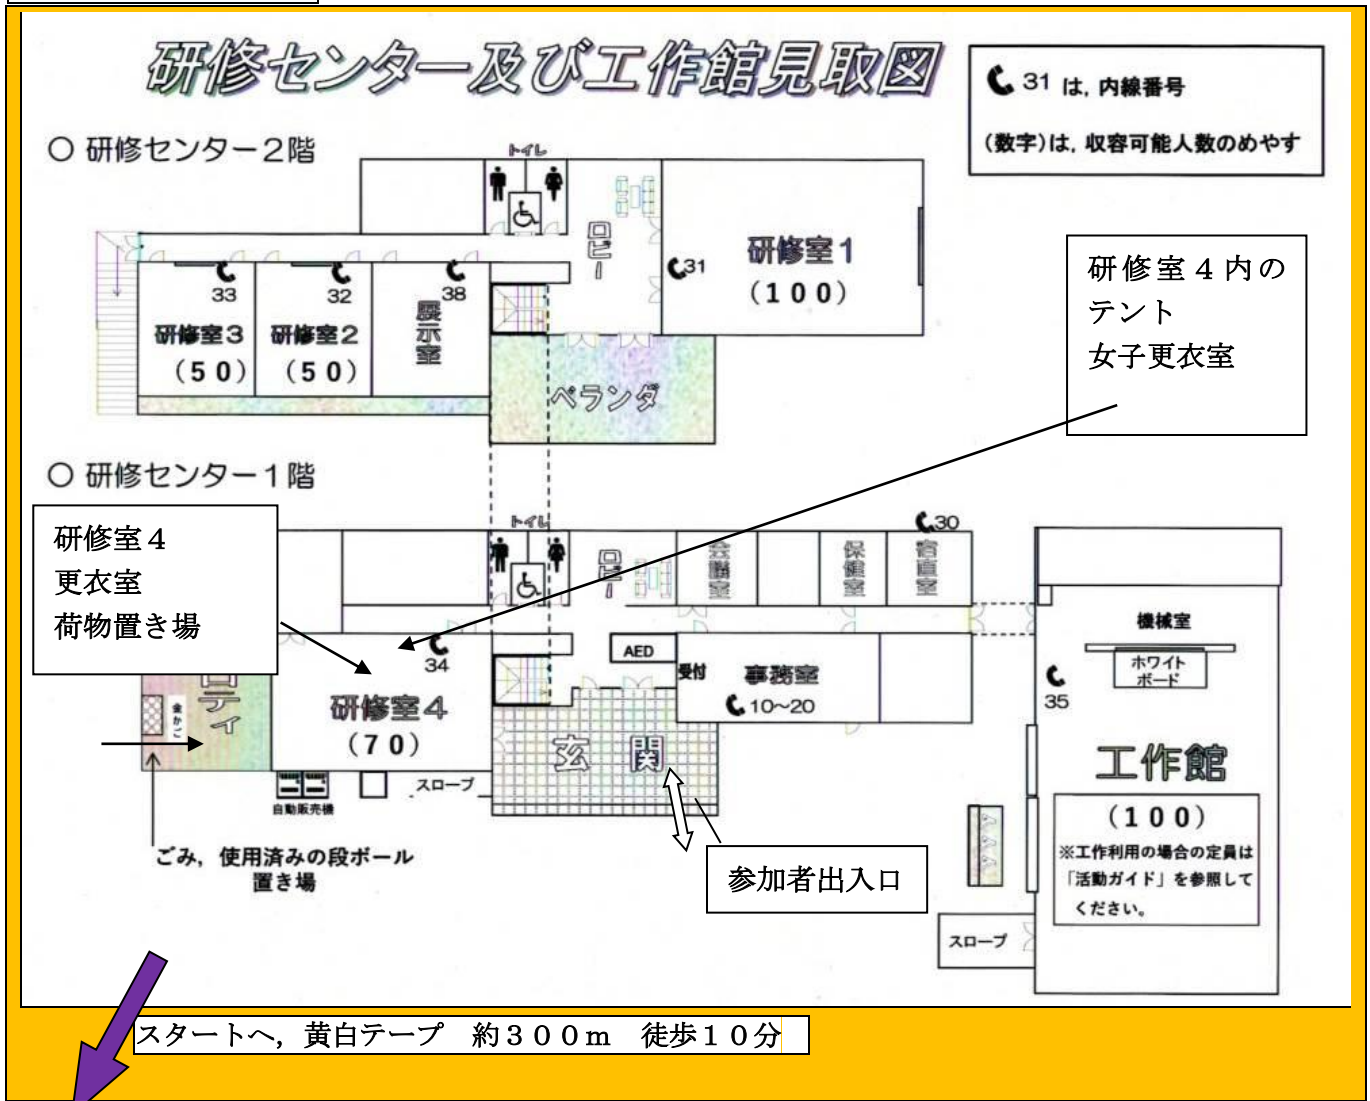 研修センター及び工作館見取図
31 は, 内線番号
(数字)は, 収容可能人数のめやす
○ 研修センター2階
トイレ
ロビー
31
研修室1
(100)
33
研修室3
(50)
32
研修室2
(50)
38
展示室
ベランダ
研修室4内の
テント
女子更衣室
○ 研修センター1階
研修室4
更衣室
荷物置き場
トイレ
ロビー
会議室
保健室
30
宿直室
ロティ
金かご
34
研修室4
(70)
AED
受付
事務室
10~20
玄関
自動販売機
スロープ
ごみ, 使用済みの段ボール
置き場
参加者出入口
機械室
ホワイト
ボード
35
工作館
(100)
※工作利用の場合の定員は
「活動ガイド」を参照して
ください。
スロープ
スタートへ, 黄白テープ 約300m 徒歩10分